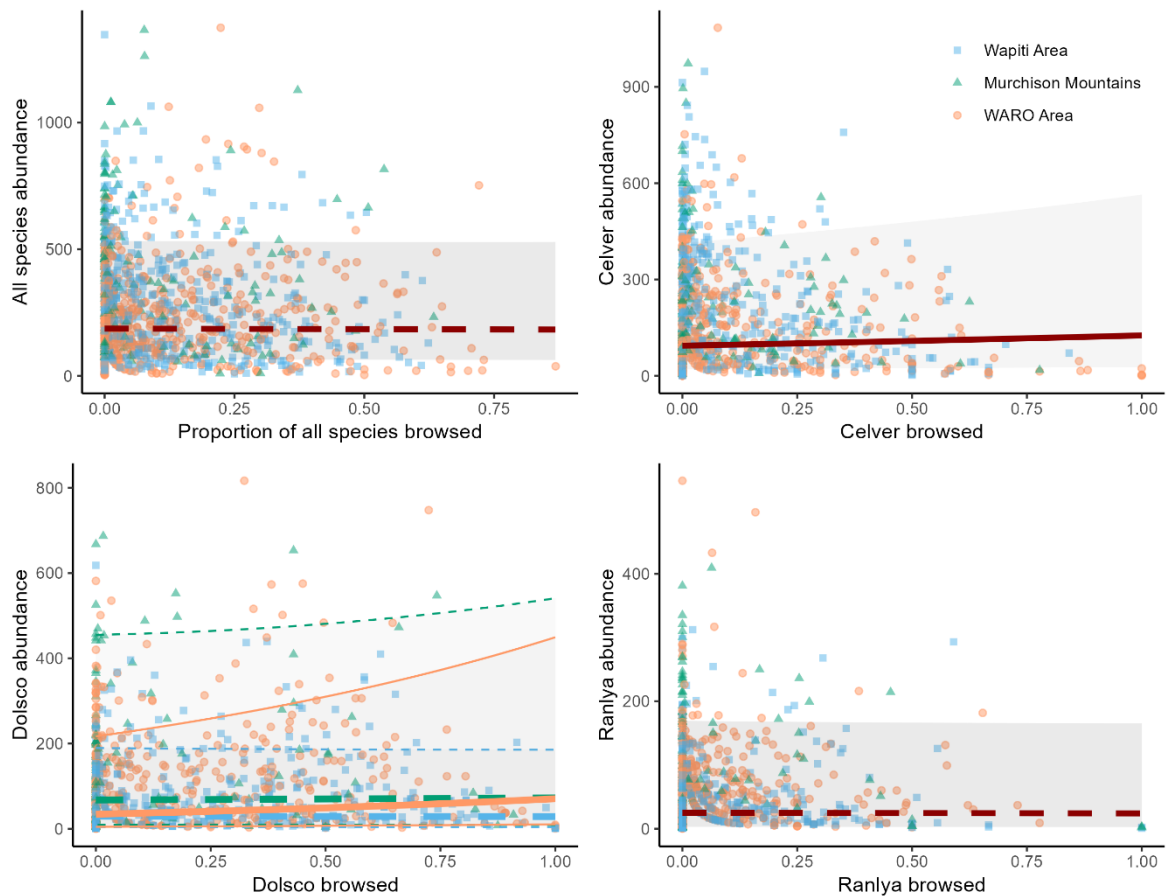 All species abundance
1000
500
0
0.00 0.25 0.50 0.75
Proportion of all species browsed
Celver abundance
900
600
300
0
0.00 0.25 0.50 0.75 1.00
Celver browsed
Wapiti Area
Murchison Mountains
WARO Area
Dolsco abundance
800
600
400
200
0
0.00 0.25 0.50 0.75 1.00
Dolsco browsed
Ranlya abundance
400
200
0
0.00 0.25 0.50 0.75 1.00
Ranlya browsed